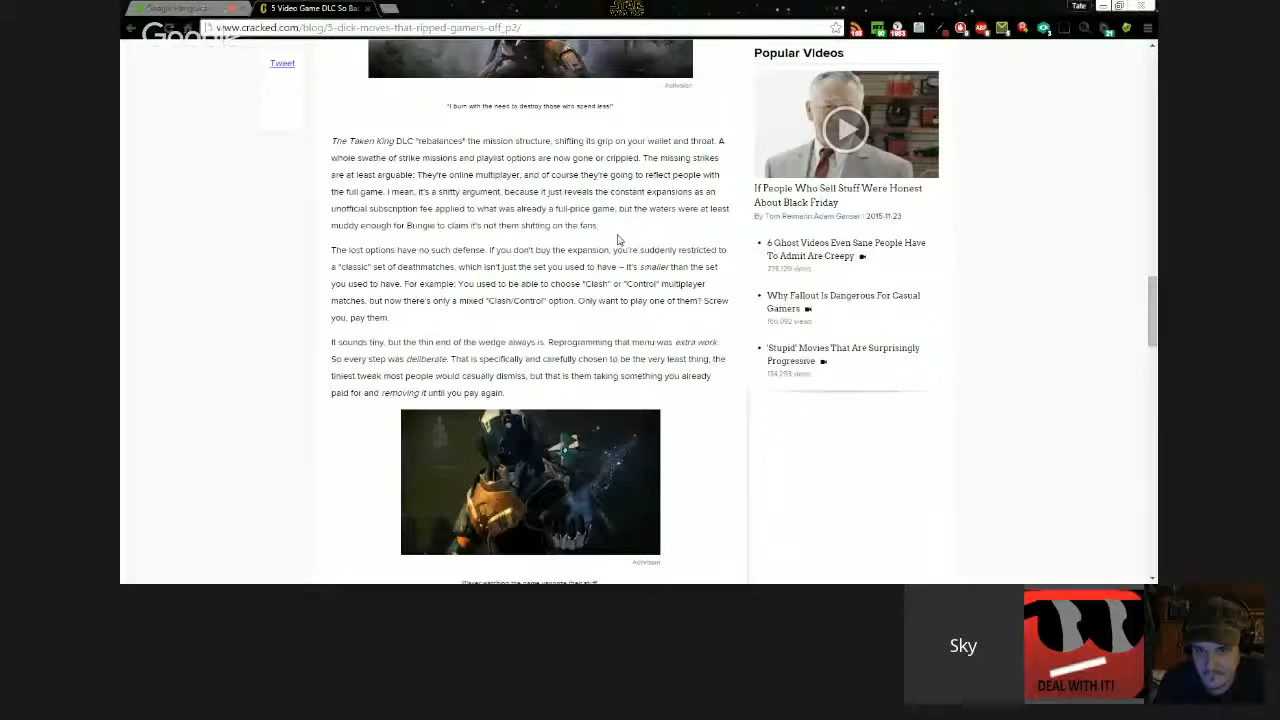 Google Hangouts
5 Video Game DLC So Ba
Tate
www.cracked.com/blog/5-dick-moves-that-ripped-gamers-off_p2/
Google
Tweet
Activision
"I burn with the need to destroy those who spend less!"
The Taken King DLC "rebalances" the mission structure, shifting its grip on your wallet and throat. A
whole swathe of strike missions and playlist options are now gone or crippled. The missing strikes
are at least arguable: They're online multiplayer, and of course they're going to reflect people with
the full game. I mean, it's a shitty argument, because it just reveals the constant expansions as an
unofficial subscription fee applied to what was already a full-price game, but the waters were at least
muddy enough for Bungie to claim it's not them shitting on the fans.
The lost options have no such defense. If you don't buy the expansion, you're suddenly restricted to
a "classic" set of deathmatches, which isn't just the set you used to have -- it's smaller than the set
you used to have. For example: You used to be able to choose "Clash" or "Control" multiplayer
matches, but now there's only a mixed "Clash/Control" option. Only want to play one of them? Screw
you, pay them.
It sounds tiny, but the thin end of the wedge always is. Reprogramming that menu was extra work.
So every step was deliberate. That is specifically and carefully chosen to be the very least thing, the
tiniest tweak most people would casually dismiss, but that is them taking something you already
paid for and removing it until you pay again.
Activision
Player watching the game vaporize their stuff.
Popular Videos
If People Who Sell Stuff Were Honest
About Black Friday
By Tom Reimann Adam Ganser | 2015-11-23
• 6 Ghost Videos Even Sane People Have
To Admit Are Creepy
278,129 views
• Why Fallout Is Dangerous For Casual
Gamers
156,092 views
• 'Stupid' Movies That Are Surprisingly
Progressive
134,293 views
Sky
DEAL WITH IT!